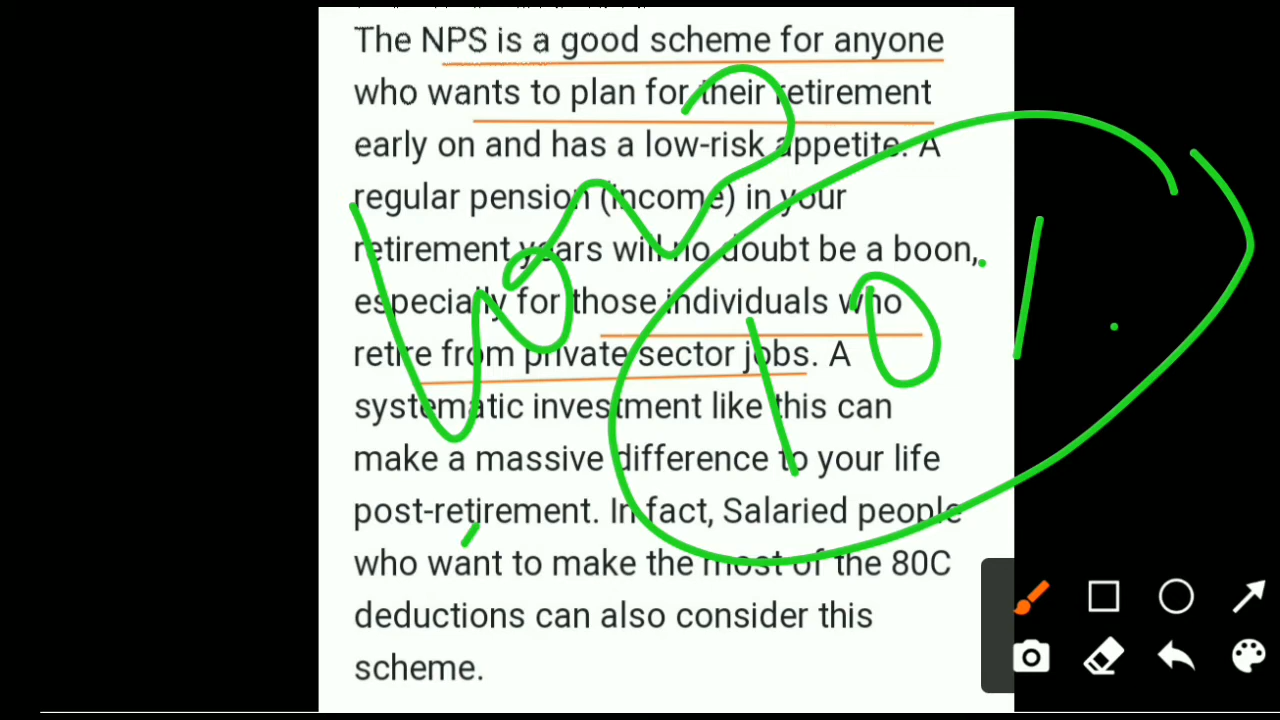 The NPS is a good scheme for anyone
who wants to plan for their retirement
early on and has a low-risk appetite. A
regular pension (income) in your
retirement years will no doubt be a boon,
especially for those individuals who
retire from private sector jobs. A
systematic investment like this can
make a massive difference to your life
post-retirement. In fact, Salaried people
who want to make the most of the 80C
deductions can also consider this
scheme.